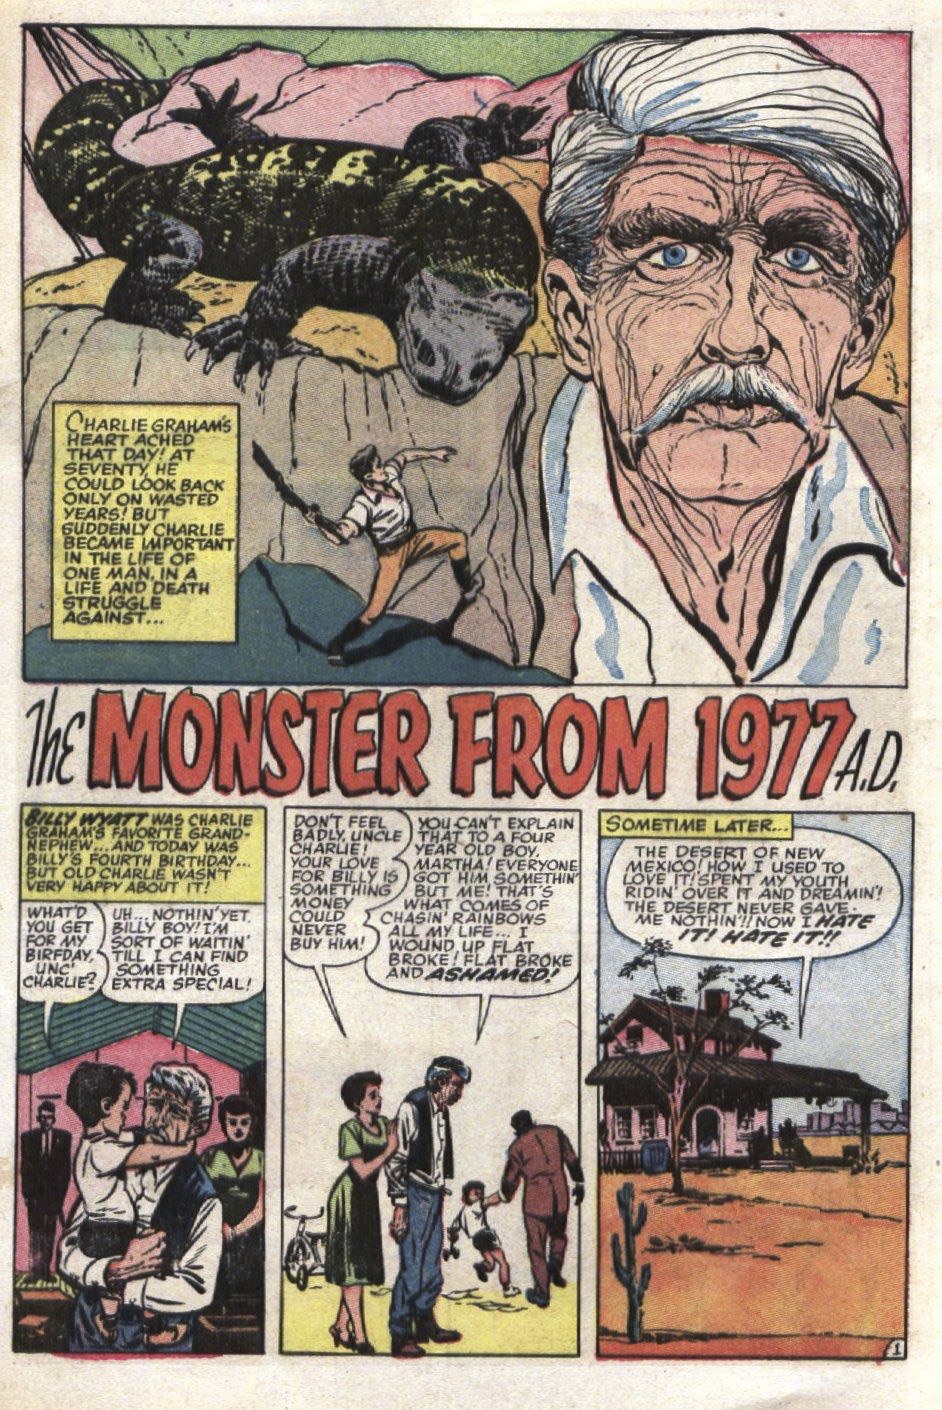 CHARLIE GRAHAM'S
HEART ACHED
THAT DAY! AT
SEVENTY, HE
COULD LOOK BACK
ONLY ON WASTED
YEARS! BUT
SUDDENLY CHARLIE
BECAME IMPORTANT
IN THE LIFE OF
ONE MAN, IN A
LIFE AND DEATH
STRUGGLE
AGAINST...
THE MONSTER FROM 1977 A.D.
BILLY WYATT WAS CHARLIE
GRAHAM'S FAVORITE GRAND-
NEPHEW... AND TODAY WAS
BILLY'S FOURTH BIRTHDAY...
BUT OLD CHARLIE WASN'T
VERY HAPPY ABOUT IT!
WHAT'D
YOU GET
FOR MY
BIRFDAY,
UNC'
CHARLIE?
UH... NOTHIN' YET,
BILLY BOY! I'M
SORT OF WAITIN'
TILL I CAN FIND
SOMETHING
EXTRA SPECIAL!
DON'T FEEL
BADLY, UNCLE
CHARLIE!
YOUR LOVE
FOR BILLY IS
SOMETHING
MONEY
COULD
NEVER
BUY HIM!
YOU CAN'T EXPLAIN
THAT TO A FOUR
YEAR OLD BOY,
MARTHA! EVERYONE
GOT HIM SOMETHIN'
BUT ME! THAT'S
WHAT COMES OF
CHASIN' RAINBOWS
ALL MY LIFE... I
WOUND UP FLAT
BROKE! FLAT BROKE
AND ASHAMED!
SOMETIME LATER...
THE DESERT OF NEW
MEXICO! HOW I USED TO
LOVE IT! SPENT MY YOUTH
RIDIN' OVER IT AND DREAMIN'!
THE DESERT NEVER GAVE
ME NOTHIN'!! NOW I HATE
IT! HATE IT!!
1